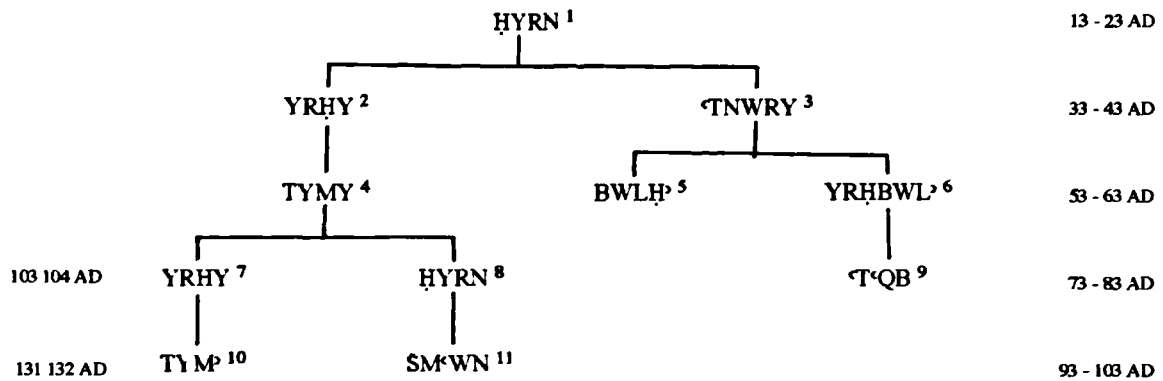 ḤYRN 1 13 - 23 AD
YRḤY 2 ʿTNWRY 3 33 - 43 AD
TYMY 4 BWLḤʾ 5 YRḤBWLʾ 6 53 - 63 AD
103 104 AD YRHY 7 ḤYRN 8 ʿTʿQB 9 73 - 83 AD
131 132 AD TYMʾ 10 ŠMʿWN 11 93 - 103 AD